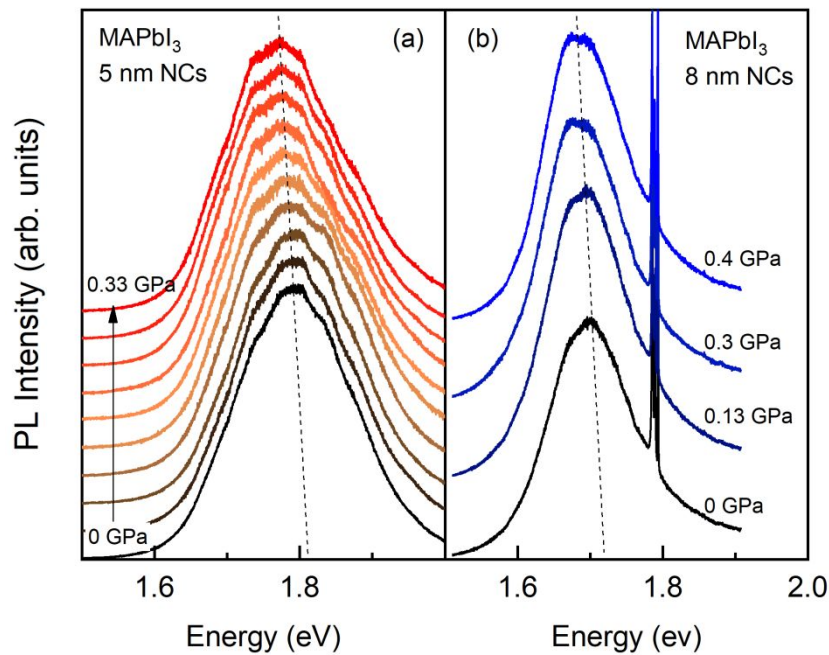 MAPbI₃
5 nm NCs
(a)
(b)
MAPbI₃
8 nm NCs
PL Intensity (arb. units)
0.33 GPa
0 GPa
0.4 GPa
0.3 GPa
0.13 GPa
0 GPa
1.6
1.8
1.6
1.8
2.0
Energy (eV)
Energy (ev)